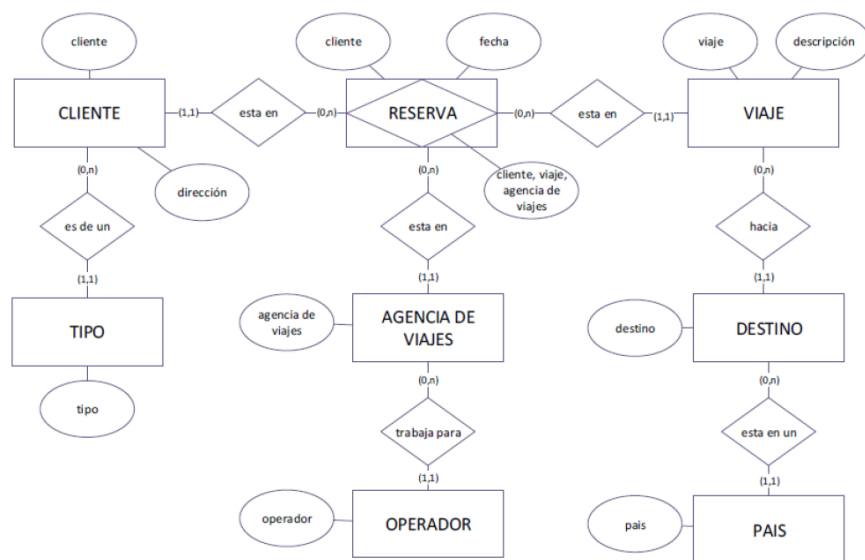 cliente
cliente
fecha
viaje
descripción
CLIENTE
(1,1)
esta en
(0,n)
RESERVA
(0,n)
esta en
(1,1)
VIAJE
(0,n)
dirección
(0,n)
cliente, viaje,
agencia de
viajes
(0,n)
es de un
esta en
hacia
(1,1)
(1,1)
(1,1)
TIPO
agencia de
viajes
AGENCIA DE
VIAJES
destino
DESTINO
tipo
(0,n)
(0,n)
trabaja para
esta en un
(1,1)
(1,1)
operador
OPERADOR
pais
PAIS